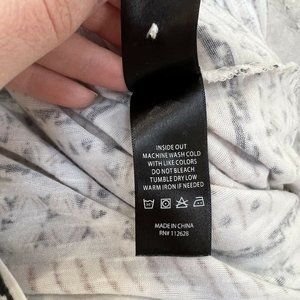 INSIDE OUT
MACHINE WASH COLD
WITH LIKE COLORS
DO NOT BLEACH
TUMBLE DRY LOW
WARM IRON IF NEEDED
MADE IN CHINA
RN# 112628